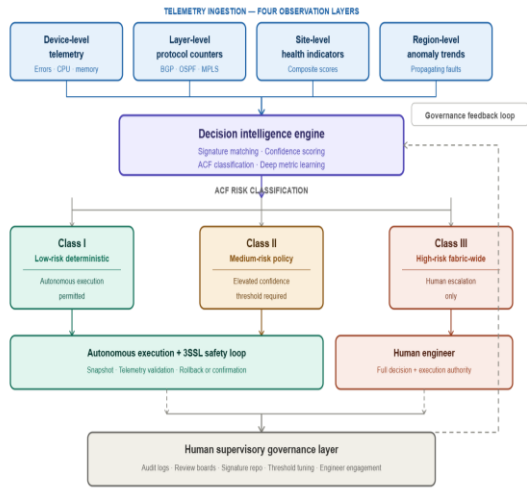 TELEMETRY INGESTION — FOUR OBSERVATION LAYERS
Device-level
telemetry
Errors · CPU · memory
Layer-level
protocol counters
BGP · OSPF · MPLS
Site-level
health indicators
Composite scores
Region-level
anomaly trends
Propagating faults
Governance feedback loop
Decision intelligence engine
Signature matching · Confidence scoring
ACF classification · Deep metric learning
ACF RISK CLASSIFICATION
Class I
Low-risk deterministic
Autonomous execution
permitted
Class II
Medium-risk policy
Elevated confidence
threshold required
Class III
High-risk fabric-wide
Human escalation
only
Autonomous execution + 3SSL safety loop
Snapshot · Telemetry validation · Rollback or confirmation
Human engineer
Full decision + execution authority
Human supervisory governance layer
Audit logs · Review boards · Signature repo · Threshold tuning · Engineer engagement